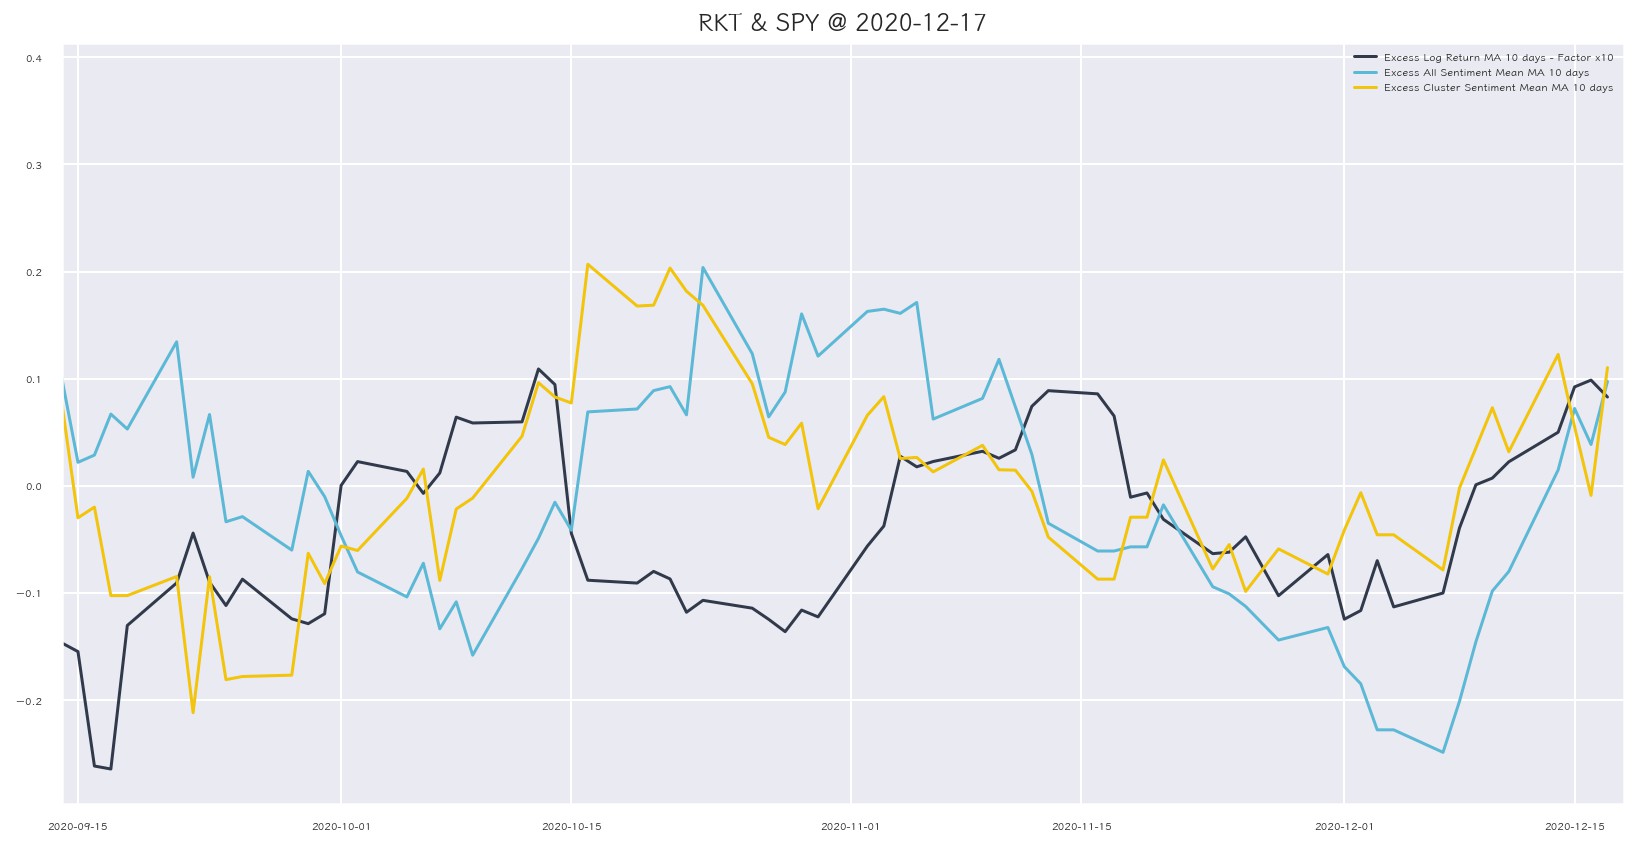 RKT & SPY @ 2020-12-17
Excess Log Return MA 10 days - Factor x10
Excess All Sentiment Mean MA 10 days
Excess Cluster Sentiment Mean MA 10 days
0.4
0.3
0.2
0.1
0.0
−0.1
−0.2
2020-09-15 2020-10-01 2020-10-15 2020-11-01 2020-11-15 2020-12-01 2020-12-15